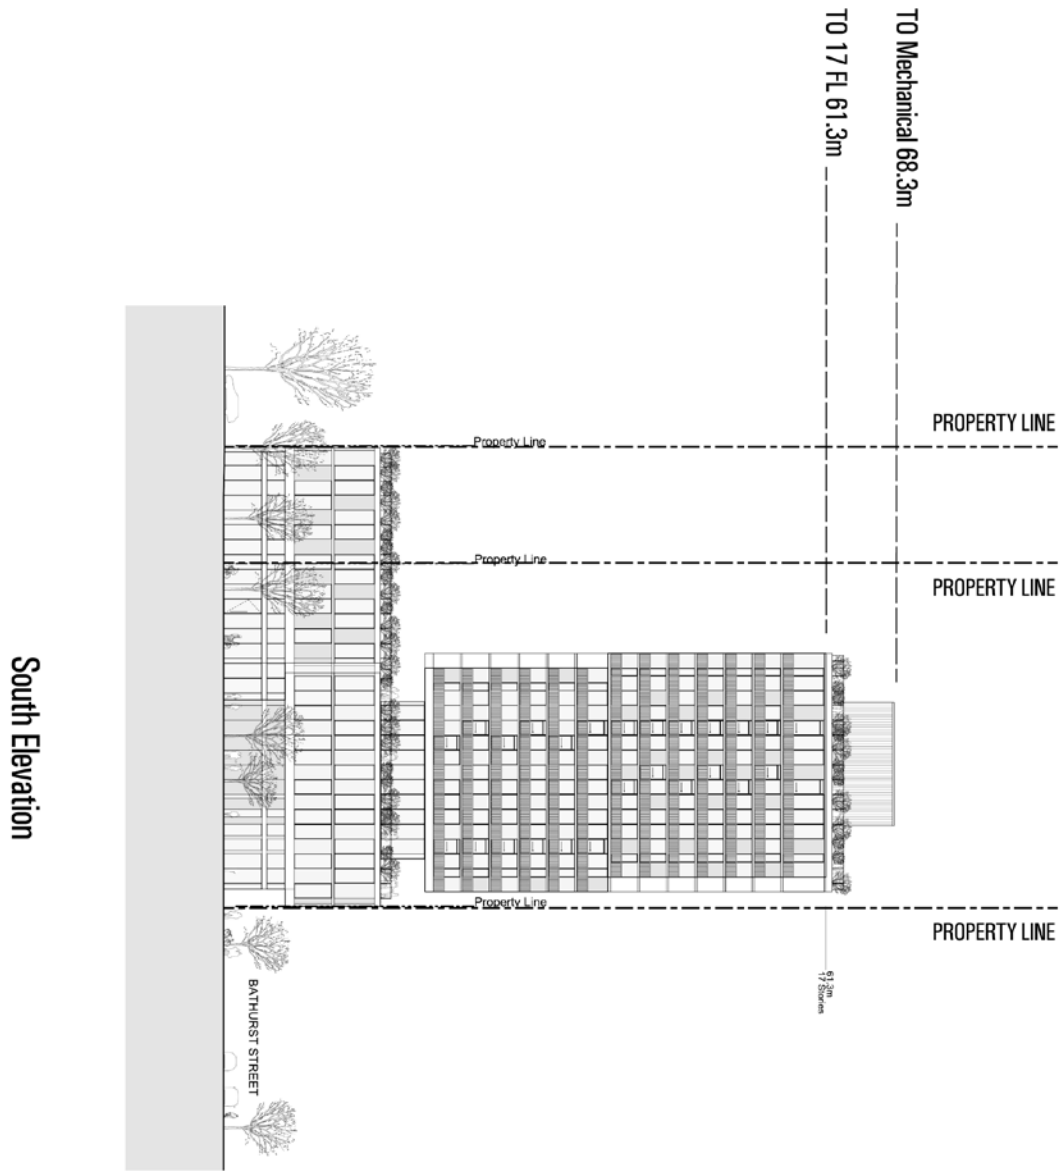 TO Mechanical 68.3m
TO 17 FL 61.3m
PROPERTY LINE
Property Line
PROPERTY LINE
Property Line
PROPERTY LINE
Property Line
61.3m
17 Stories
BATHURST STREET
South Elevation